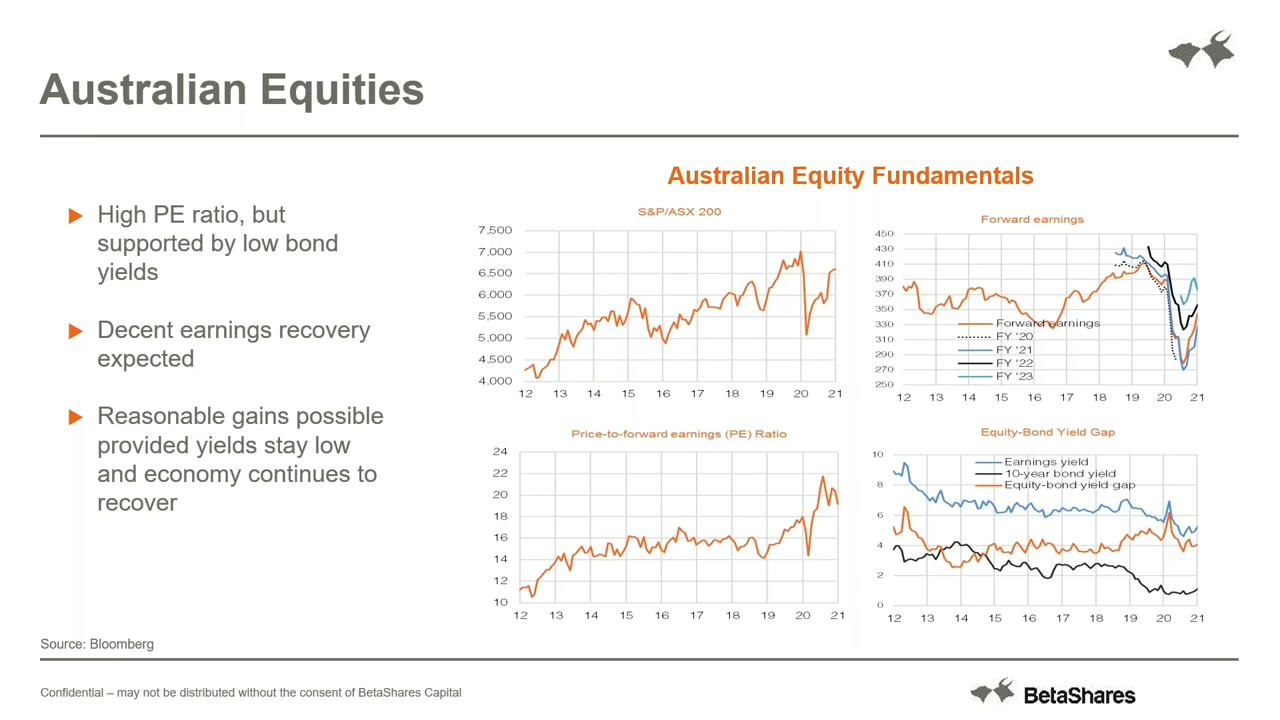 Australian Equities
High PE ratio, but
supported by low bond
yields
Decent earnings recovery
expected
Reasonable gains possible
provided yields stay low
and economy continues to
recover
Australian Equity Fundamentals
S&P/ASX 200
7,500
7,000
6,500
6,000
5,500
5,000
4,500
4,000
12 13 14 15 16 17 18 19 20 21
Forward earnings
450
430
410
390
370
350
330
310
290
270
250
Forward earnings
FY '20
FY '21
FY '22
FY '23
12 13 14 15 16 17 18 19 20 21
Price-to-forward earnings (PE) Ratio
24
22
20
18
16
14
12
10
12 13 14 15 16 17 18 19 20 21
Equity-Bond Yield Gap
10
8
6
4
2
0
Earnings yield
10-year bond yield
Equity-bond yield gap
12 13 14 15 16 17 18 19 20 21
Source: Bloomberg
Confidential – may not be distributed without the consent of BetaShares Capital
BetaShares